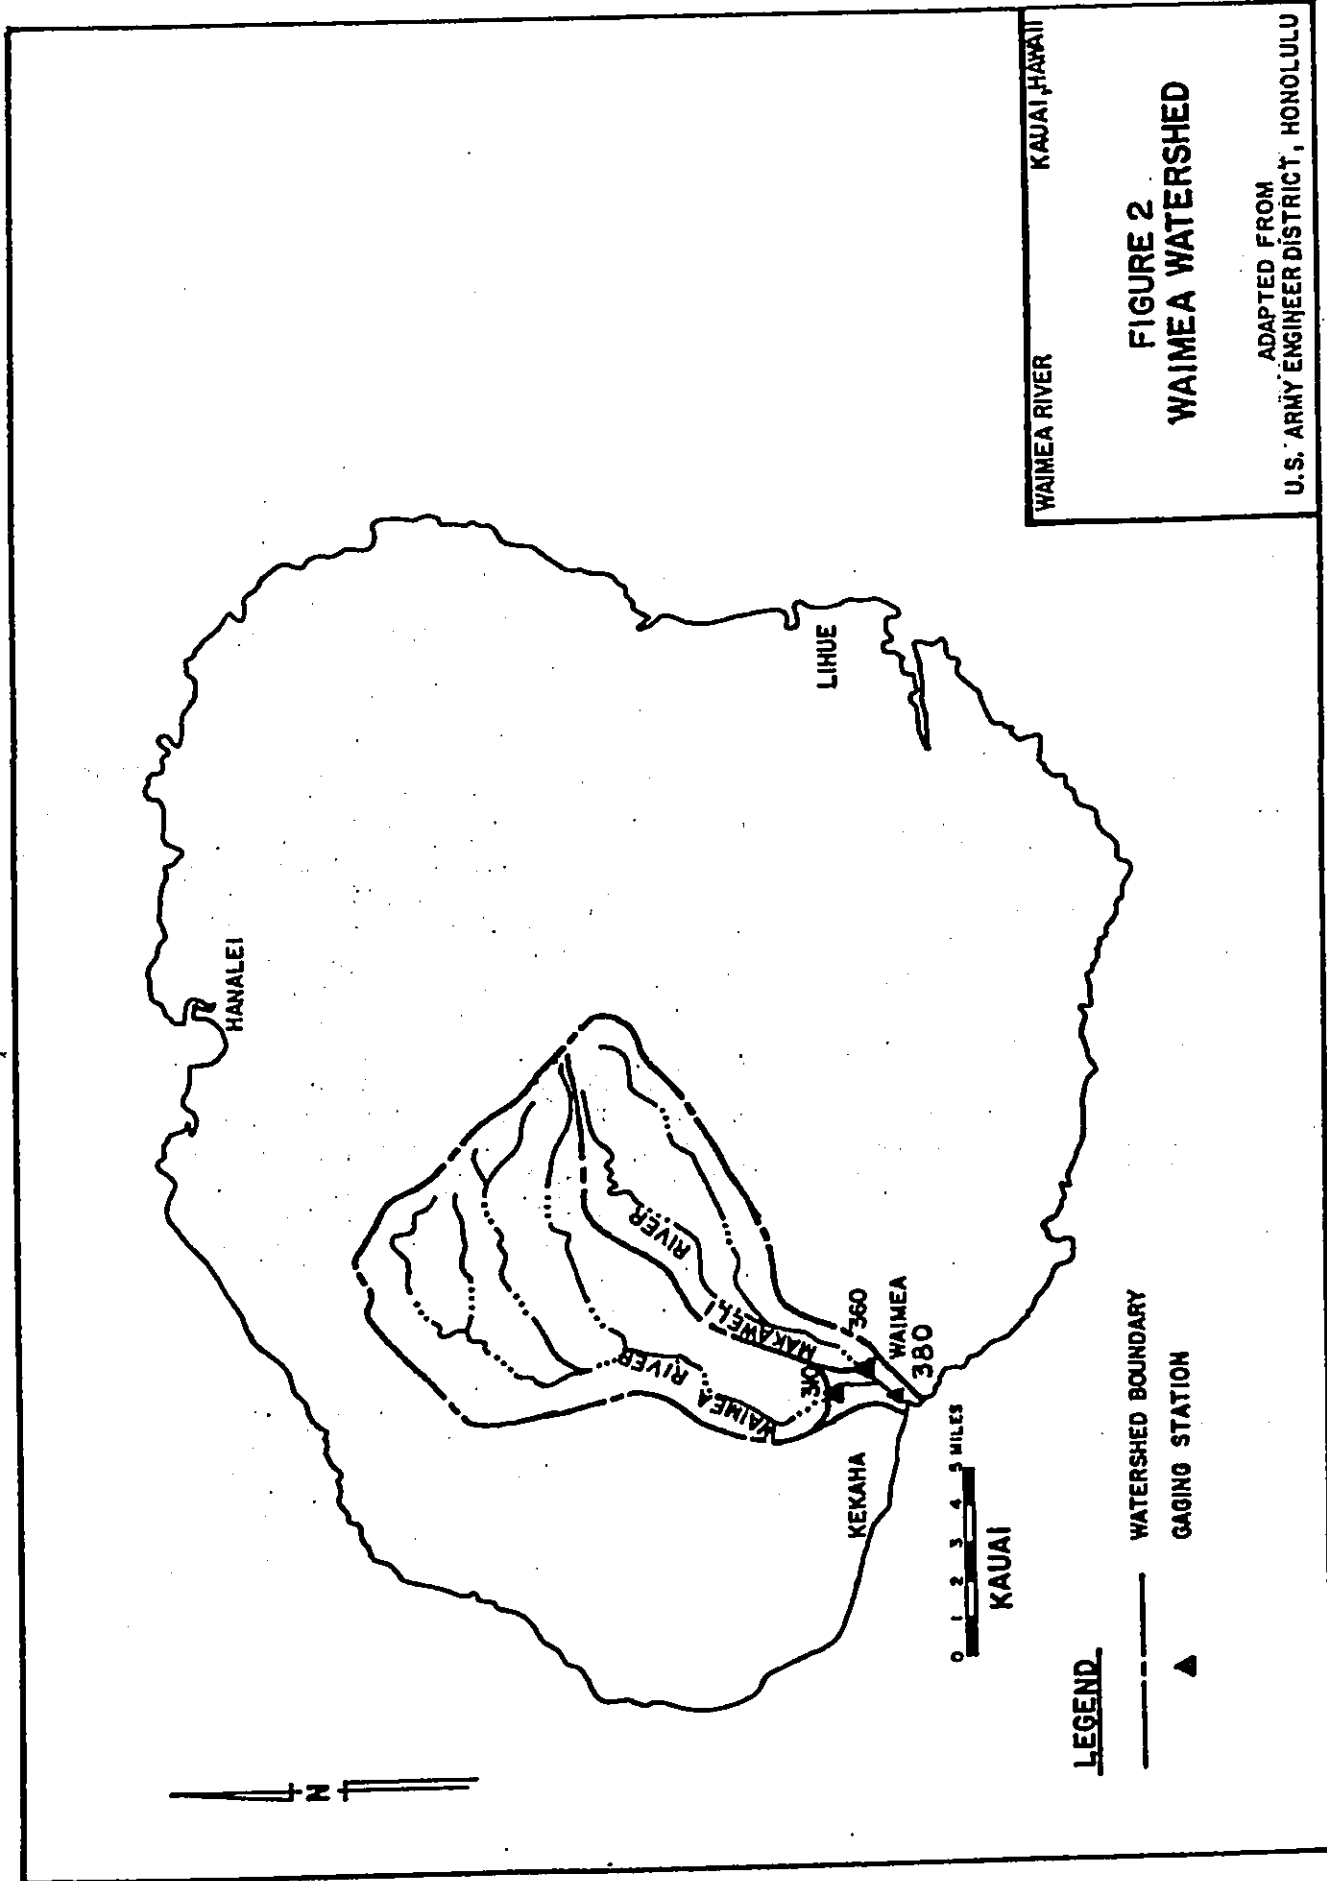 HANALEI
LIHUE
RIVER
MAKAWELI
RIVER
WAIMEA
310
360
WAIMEA
380
KEKAHA
0 1 2 3 4 5 MILES
KAUAI
N
LEGEND
WATERSHED BOUNDARY
GAGING STATION
WAIMEA RIVER KAUAI, HAWAII
FIGURE 2
WAIMEA WATERSHED
ADAPTED FROM
U.S. ARMY ENGINEER DISTRICT, HONOLULU